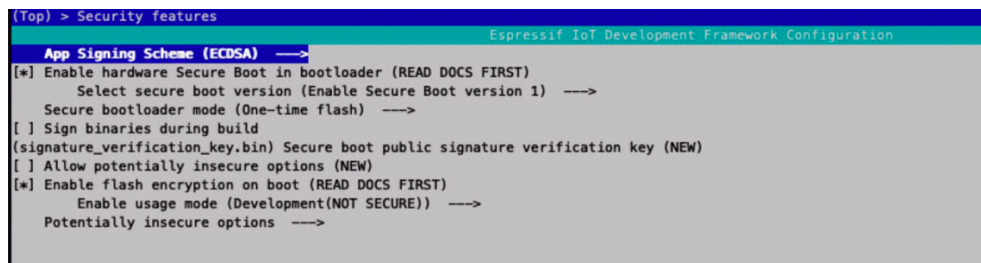 (Top) > Security features
Espressif IoT Development Framework Configuration
App Signing Scheme (ECDSA) --->
[*] Enable hardware Secure Boot in bootloader (READ DOCS FIRST)
Select secure boot version (Enable Secure Boot version 1) --->
Secure bootloader mode (One-time flash) --->
[ ] Sign binaries during build
(signature_verification_key.bin) Secure boot public signature verification key (NEW)
[ ] Allow potentially insecure options (NEW)
[*] Enable flash encryption on boot (READ DOCS FIRST)
Enable usage mode (Development(NOT SECURE)) --->
Potentially insecure options --->